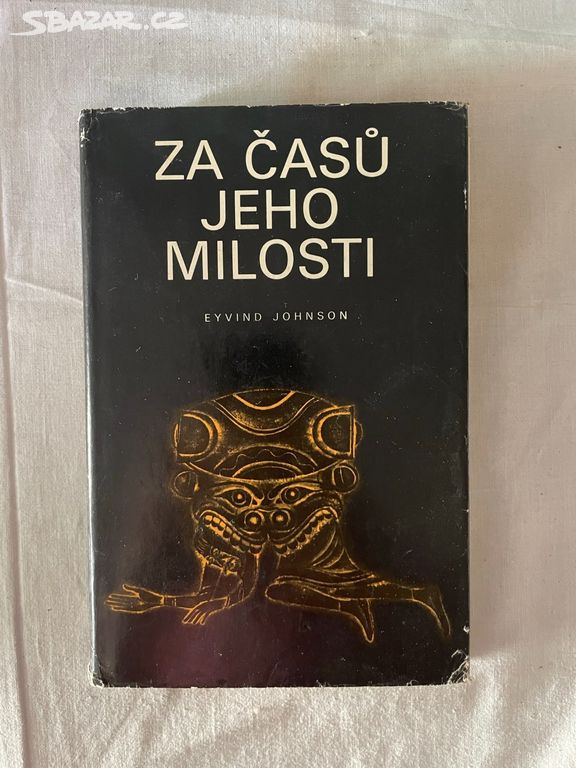 SBAZAR.CZ
ZA ČASŮ
JEHO
MILOSTI
EYVIND JOHNSON